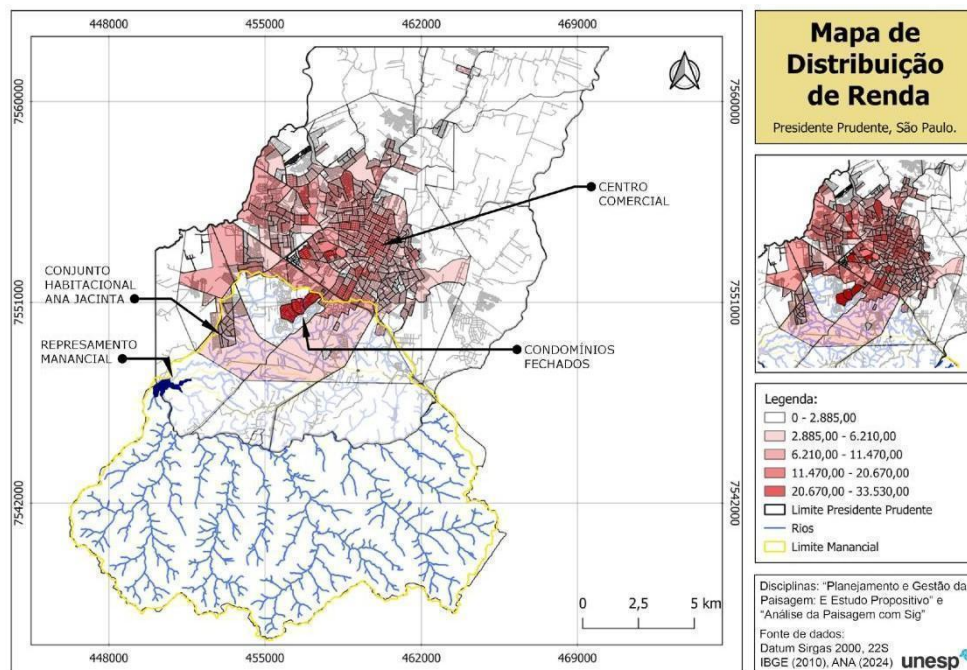 448000
455000
462000
469000
7560000
7560000
CENTRO
COMERCIAL
CONJUNTO
HABITACIONAL
ANA JACINTA
7551000
7551000
REPRESAMENTO
MANANCIAL
CONDOMÍNIOS
FECHADOS
7542000
7542000
0 2,5 5 km
448000
455000
462000
469000
Mapa de
Distribuição
de Renda
Presidente Prudente, São Paulo.
Legenda:
0 - 2.885,00
2.885,00 - 6.210,00
6.210,00 - 11.470,00
11.470,00 - 20.670,00
20.670,00 - 33.530,00
Limite Presidente Prudente
Rios
Limite Manancial
Disciplinas: "Planejamento e Gestão da
Paisagem: E Estudo Propositivo" e
"Análise da Paisagem com Sig"
Fonte de dados:
Datum Sirgas 2000, 22S
IBGE (2010), ANA (2024)
unesp